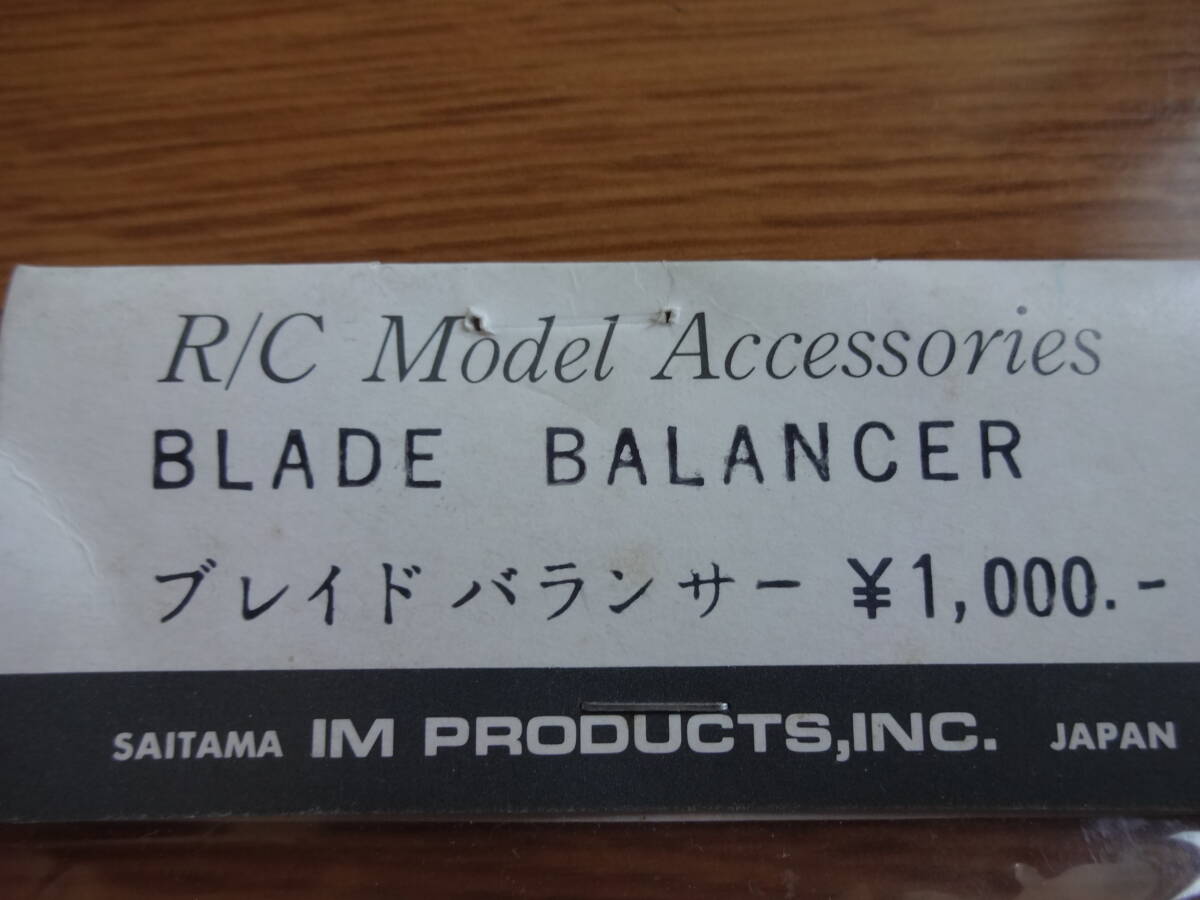 R/C Model Accessories
BLADE BALANCER
ブレイドバランサー ¥1,000.-
SAITAMA IM PRODUCTS,INC. JAPAN